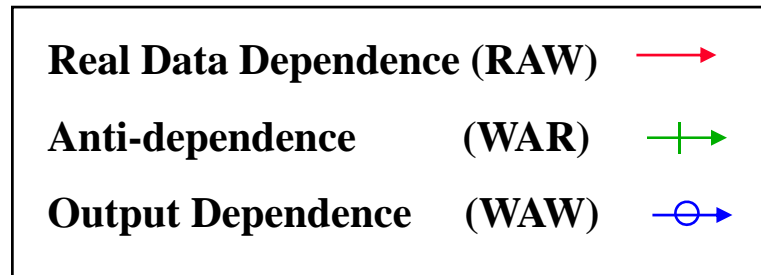 Real Data Dependence (RAW)
Anti-dependence (WAR)
Output Dependence (WAW)